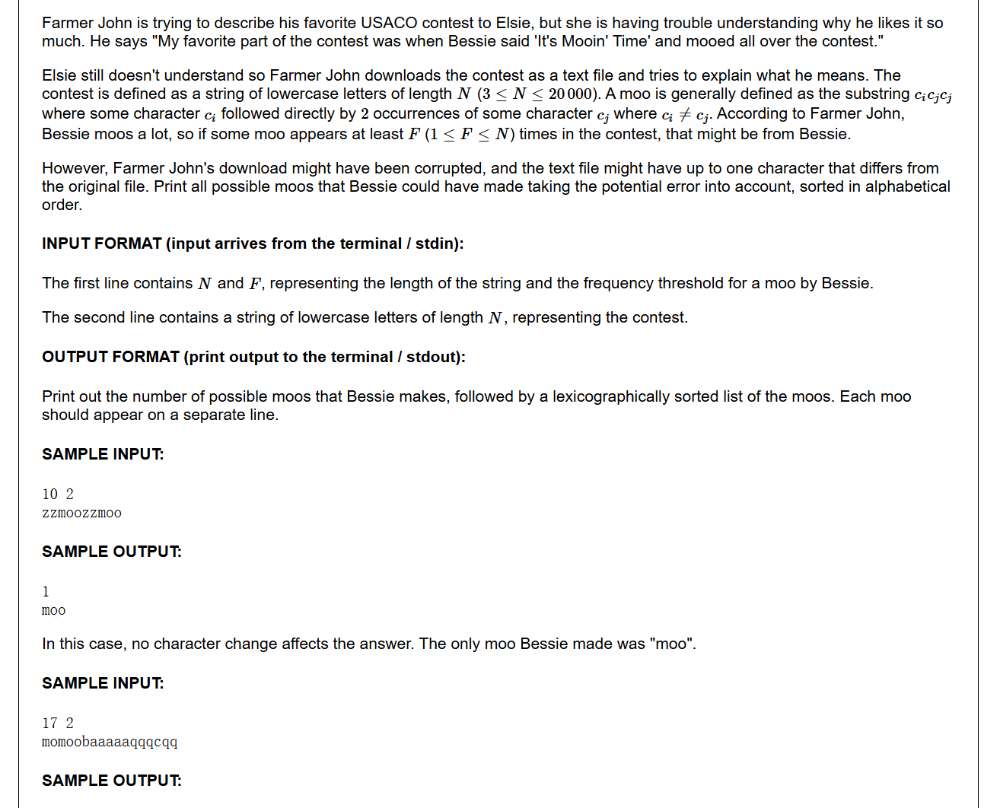 Farmer John is trying to describe his favorite USACO contest to Elsie, but she is having trouble understanding why he likes it so
much. He says "My favorite part of the contest was when Bessie said 'It's Mooin' Time' and mooed all over the contest."
Elsie still doesn't understand so Farmer John downloads the contest as a text file and tries to explain what he means. The
contest is defined as a string of lowercase letters of length N (3 ≤ N ≤ 20 000). A moo is generally defined as the substring cᵢcⱼcⱼ
where some character cᵢ followed directly by 2 occurrences of some character cⱼ where cᵢ ≠ cⱼ. According to Farmer John,
Bessie moos a lot, so if some moo appears at least F (1 ≤ F ≤ N) times in the contest, that might be from Bessie.
However, Farmer John's download might have been corrupted, and the text file might have up to one character that differs from
the original file. Print all possible moos that Bessie could have made taking the potential error into account, sorted in alphabetical
order.
INPUT FORMAT (input arrives from the terminal / stdin):
The first line contains N and F, representing the length of the string and the frequency threshold for a moo by Bessie.
The second line contains a string of lowercase letters of length N, representing the contest.
OUTPUT FORMAT (print output to the terminal / stdout):
Print out the number of possible moos that Bessie makes, followed by a lexicographically sorted list of the moos. Each moo
should appear on a separate line.
SAMPLE INPUT:
10 2
zzmoozzmoo
SAMPLE OUTPUT:
1
moo
In this case, no character change affects the answer. The only moo Bessie made was "moo".
SAMPLE INPUT:
17 2
momoobaaaaaqqqcqq
SAMPLE OUTPUT: